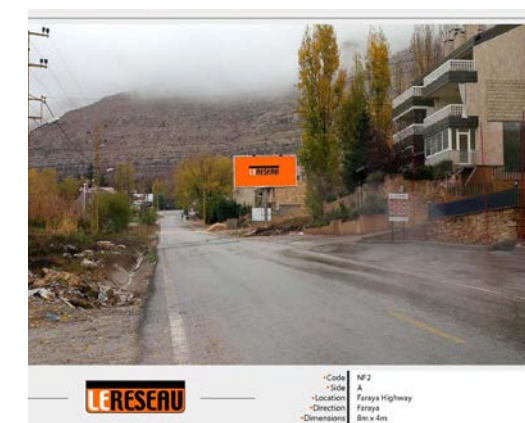 LERESEAU
LERESEAU
•Code NF2
•Side A
•Location Faraya Highway
•Direction Faraya
•Dimensions 8m x 4m